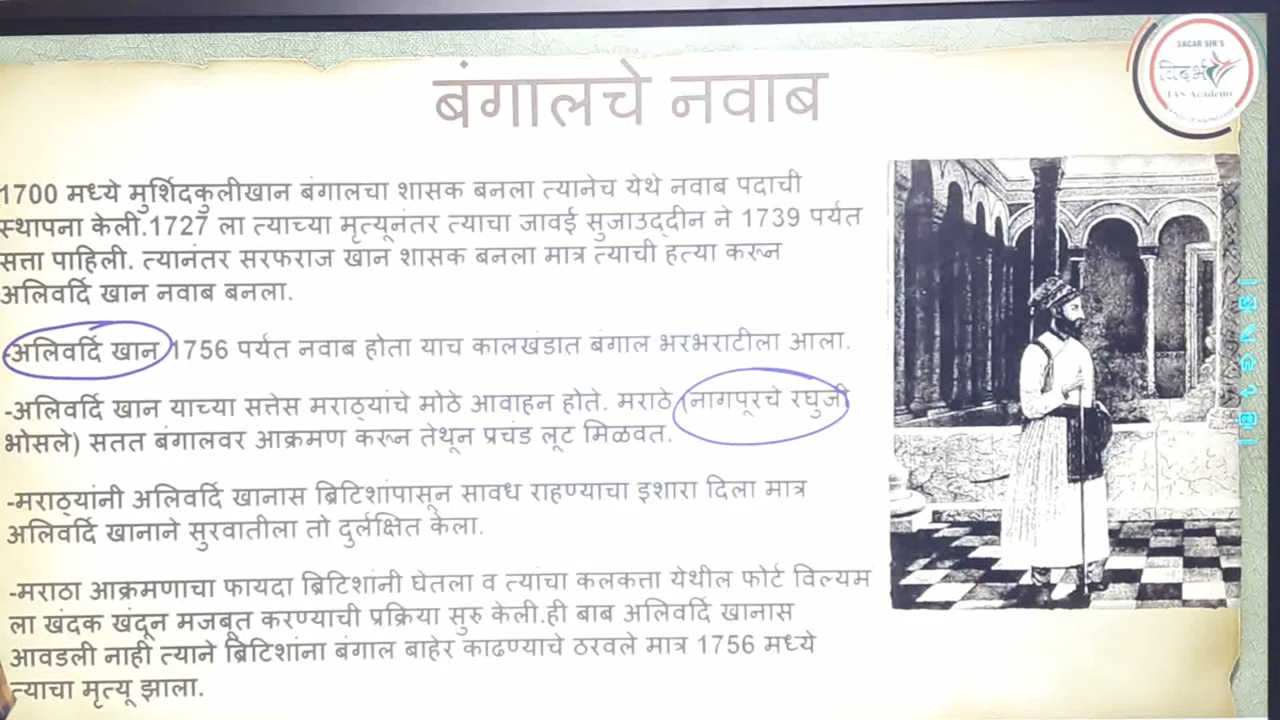 SAGAR SIR'S
विदर्भ
IAS Academy
बंगालचे नवाब
1700 मध्ये मुर्शिदकुलीखान बंगालचा शासक बनला त्यानेच येथे नवाब पदाची
स्थापना केली.1727 ला त्याच्या मृत्यूनंतर त्याचा जावई सुजाउद्दीन ने 1739 पर्यत
सत्ता पाहिली. त्यानंतर सरफराज खान शासक बनला मात्र त्याची हत्या करून
अलिवर्दि खान नवाब बनला.
-अलिवर्दि खान 1756 पर्यत नवाब होता याच कालखंडात बंगाल भरभराटीला आला.
-अलिवर्दि खान याच्या सत्तेस मराठ्यांचे मोठे आवाहन होते. मराठे (नागपूरचे रघुजी
भोसले) सतत बंगालवर आक्रमण करून तेथून प्रचंड लूट मिळवत.
-मराठ्यांनी अलिवर्दि खानास ब्रिटिशांपासून सावध राहण्याचा इशारा दिला मात्र
अलिवर्दि खानाने सुरवातीला तो दुर्लक्षित केला.
-मराठा आक्रमणाचा फायदा ब्रिटिशांनी घेतला व त्यांचा कलकत्ता येथील फोर्ट विल्यम
ला खंदक खंदून मजबूत करण्याची प्रक्रिया सुरु केली.ही बाब अलिवर्दि खानास
आवडली नाही त्याने ब्रिटिशांना बंगाल बाहेर काढण्याचे ठरवले मात्र 1756 मध्ये
त्याचा मृत्यू झाला.